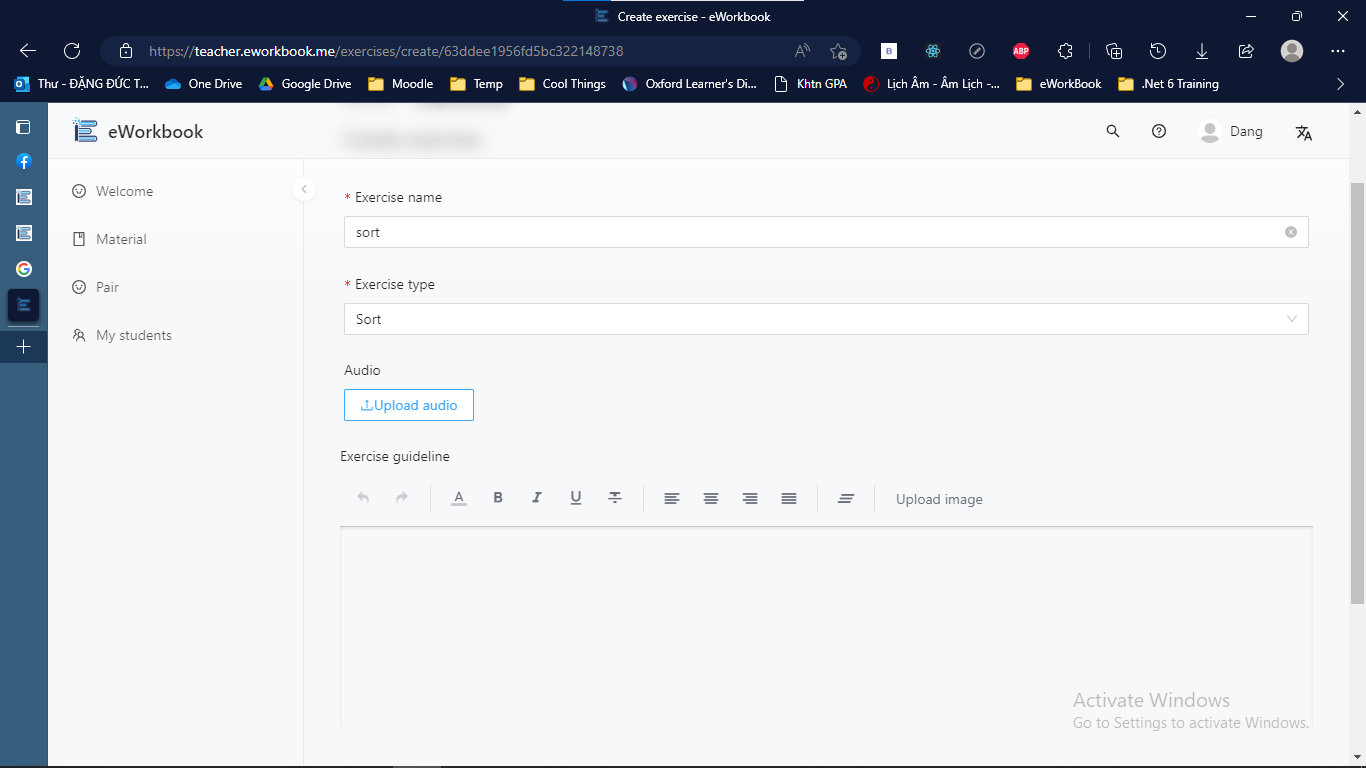 Create exercise - eWorkbook
https://teacher.eworkbook.me/exercises/create/63ddee1956fd5bc322148738
Thư - ĐẶNG ĐỨC T... One Drive Google Drive Moodle Temp Cool Things Oxford Learner's Di... Khtn GPA Lịch Âm - Âm Lịch -... eWorkBook .Net 6 Training
eWorkbook
Dang
Welcome
Material
Pair
My students
* Exercise name
sort
* Exercise type
Sort
Audio
Upload audio
Exercise guideline
Upload image
Activate Windows
Go to Settings to activate Windows.